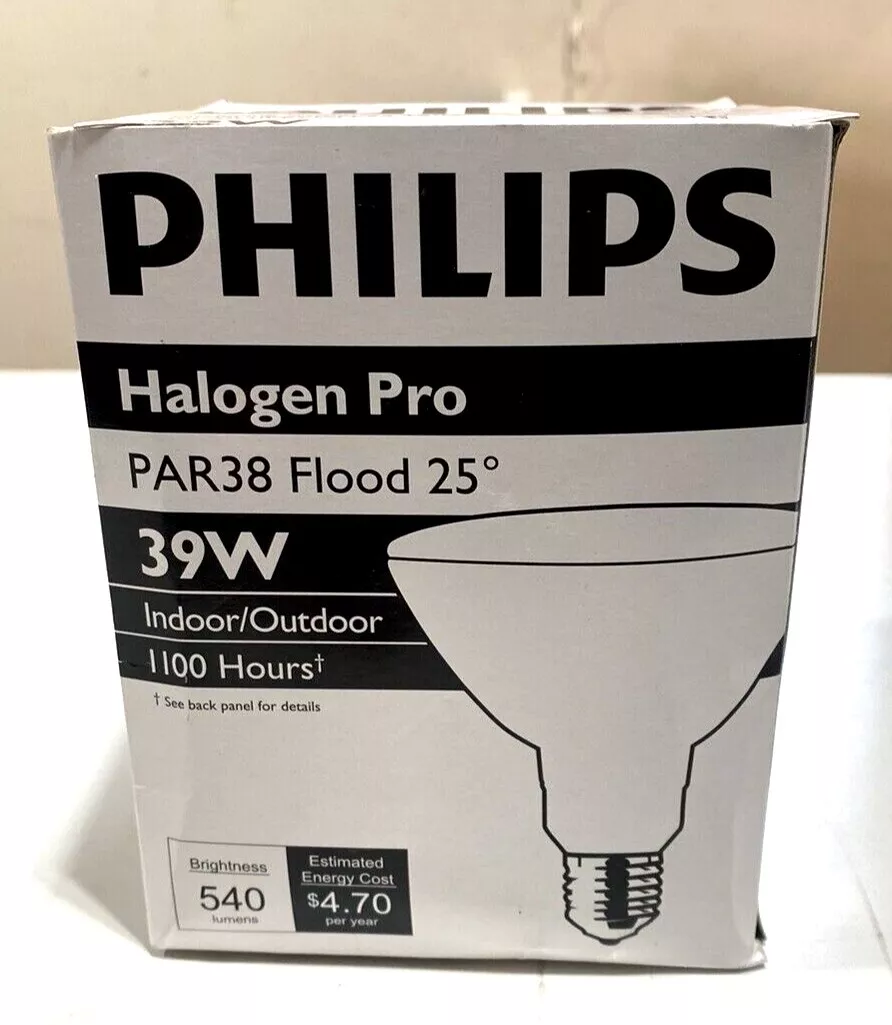 PHILIPS
Halogen Pro
PAR38 Flood 25°
39W
Indoor/Outdoor
1100 Hours†
† See back panel for details
Brightness
540
lumens
Estimated
Energy Cost
$4.70
per year